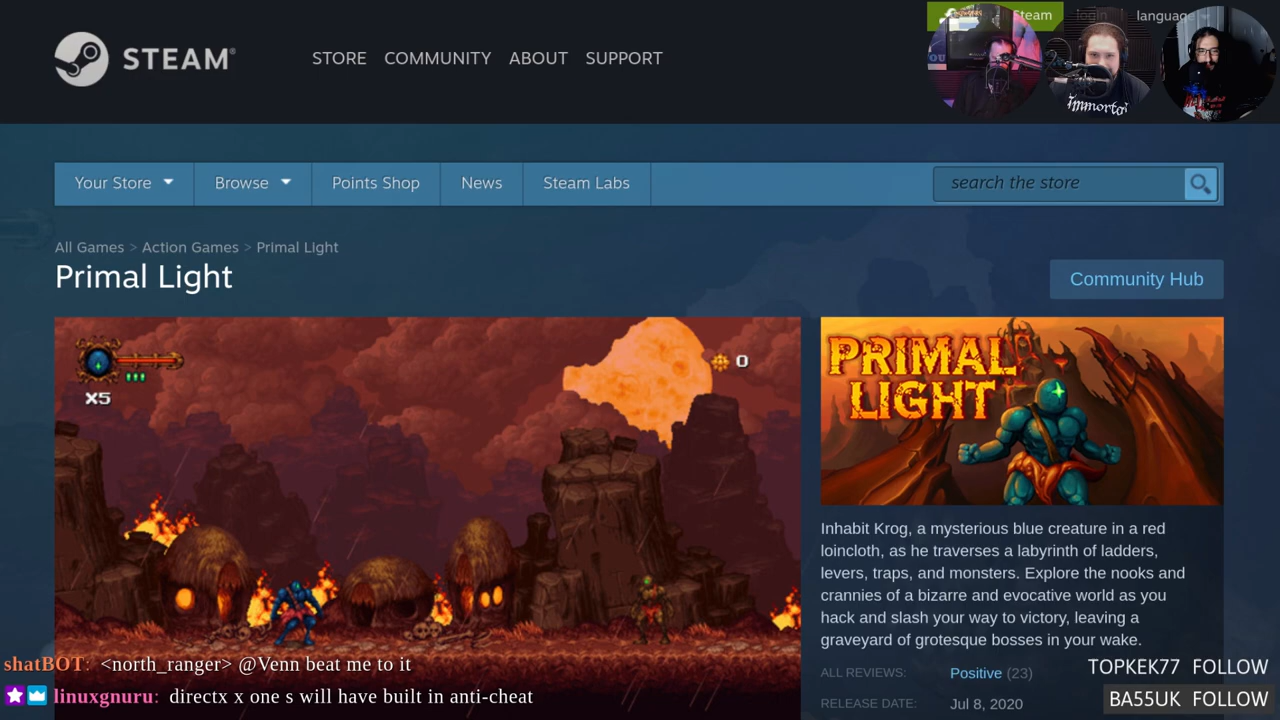 Steam login language
STEAM®
STORE COMMUNITY ABOUT SUPPORT
Immortal
Your Store Browse Points Shop News Steam Labs
search the store
All Games > Action Games > Primal Light
Primal Light
Community Hub
0
X5
PRIMAL
LIGHT
Inhabit Krog, a mysterious blue creature in a red
loincloth, as he traverses a labyrinth of ladders,
levers, traps, and monsters. Explore the nooks and
crannies of a bizarre and evocative world as you
hack and slash your way to victory, leaving a
graveyard of grotesque bosses in your wake.
ALL REVIEWS: Positive (23)
RELEASE DATE: Jul 8, 2020
shatBOT: <north_ranger> @Venn beat me to it
linuxgnuru: directx x one s will have built in anti-cheat
TOPKEK77 FOLLOW
BA55UK FOLLOW